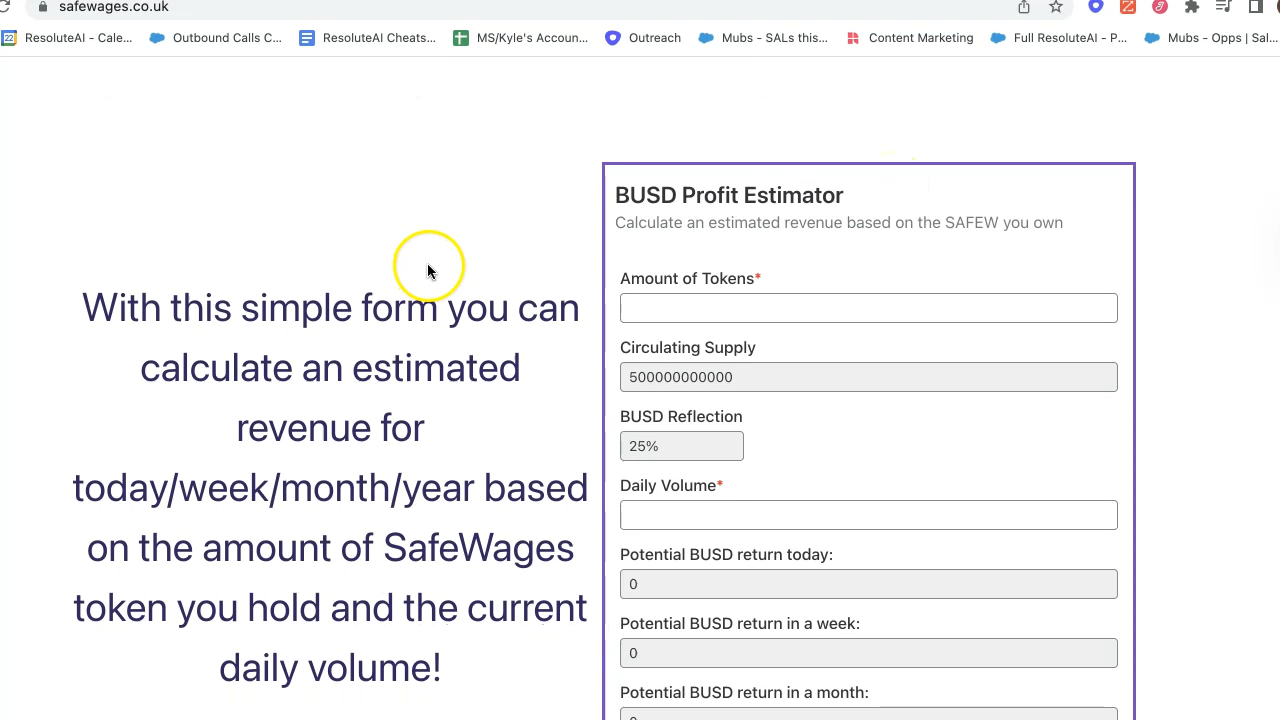 safewages.co.uk
22 ResoluteAI - Cale... Outbound Calls C... ResoluteAI Cheats... MS/Kyle's Accoun... Outreach Mubs - SALs this... Content Marketing Full ResoluteAI - P... Mubs - Opps | Sal...
With this simple form you can
calculate an estimated
revenue for
today/week/month/year based
on the amount of SafeWages
token you hold and the current
daily volume!
BUSD Profit Estimator
Calculate an estimated revenue based on the SAFEW you own
Amount of Tokens*
Circulating Supply
500000000000
BUSD Reflection
25%
Daily Volume*
Potential BUSD return today:
0
Potential BUSD return in a week:
0
Potential BUSD return in a month: